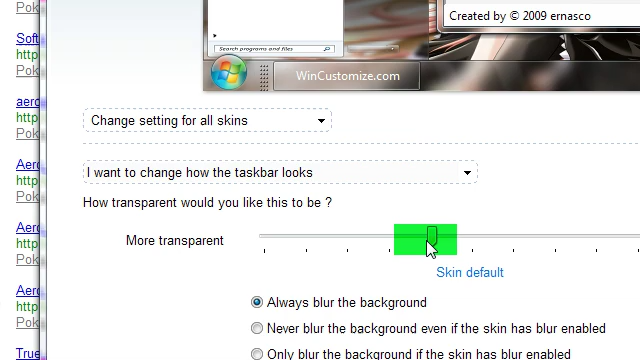 Pok
Created by © 2009 ernasco
Soft
http
Search programs and files
Pok
WinCustomize.com
aero
http
Change setting for all skins
Pok
Aero
I want to change how the taskbar looks
http
Pok
How transparent would you like this to be ?
Aero
More transparent
http
Pok
Skin default
Aero
Always blur the background
http
Pok
Never blur the background even if the skin has blur enabled
True
Only blur the background if the skin has blur enabled